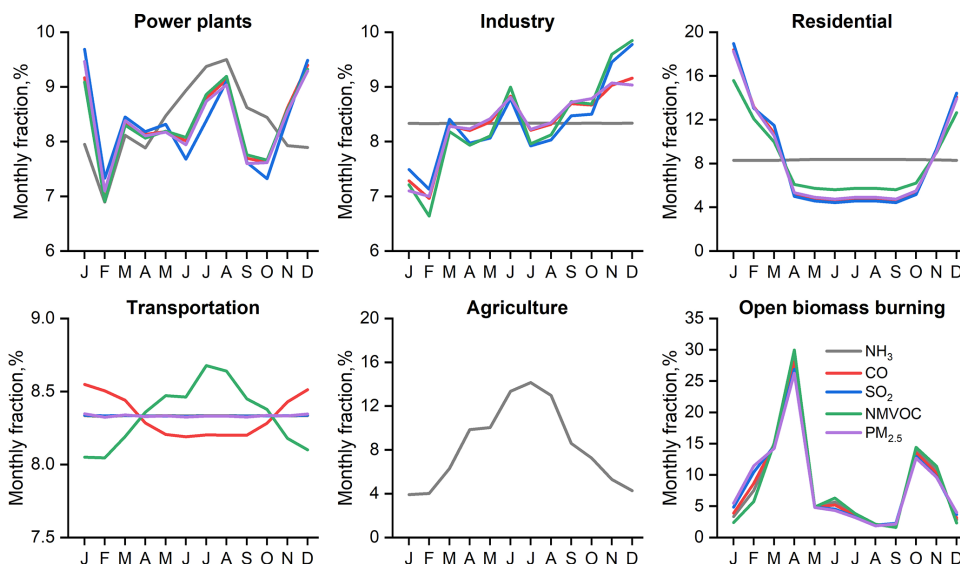 Power plants
Monthly fraction,%
10
9
8
7
6
J F M A M J J A S O N D
Industry
Monthly fraction,%
10
9
8
7
6
J F M A M J J A S O N D
Residential
Monthly fraction,%
20
16
12
8
4
0
J F M A M J J A S O N D
Transportation
Monthly fraction,%
9.0
8.5
8.0
7.5
J F M A M J J A S O N D
Agriculture
Monthly fraction,%
20
16
12
8
4
0
J F M A M J J A S O N D
Open biomass burning
Monthly fraction,%
35
30
25
20
15
10
5
0
J F M A M J J A S O N D
NH₃
CO
SO₂
NMVOC
PM₂.₅